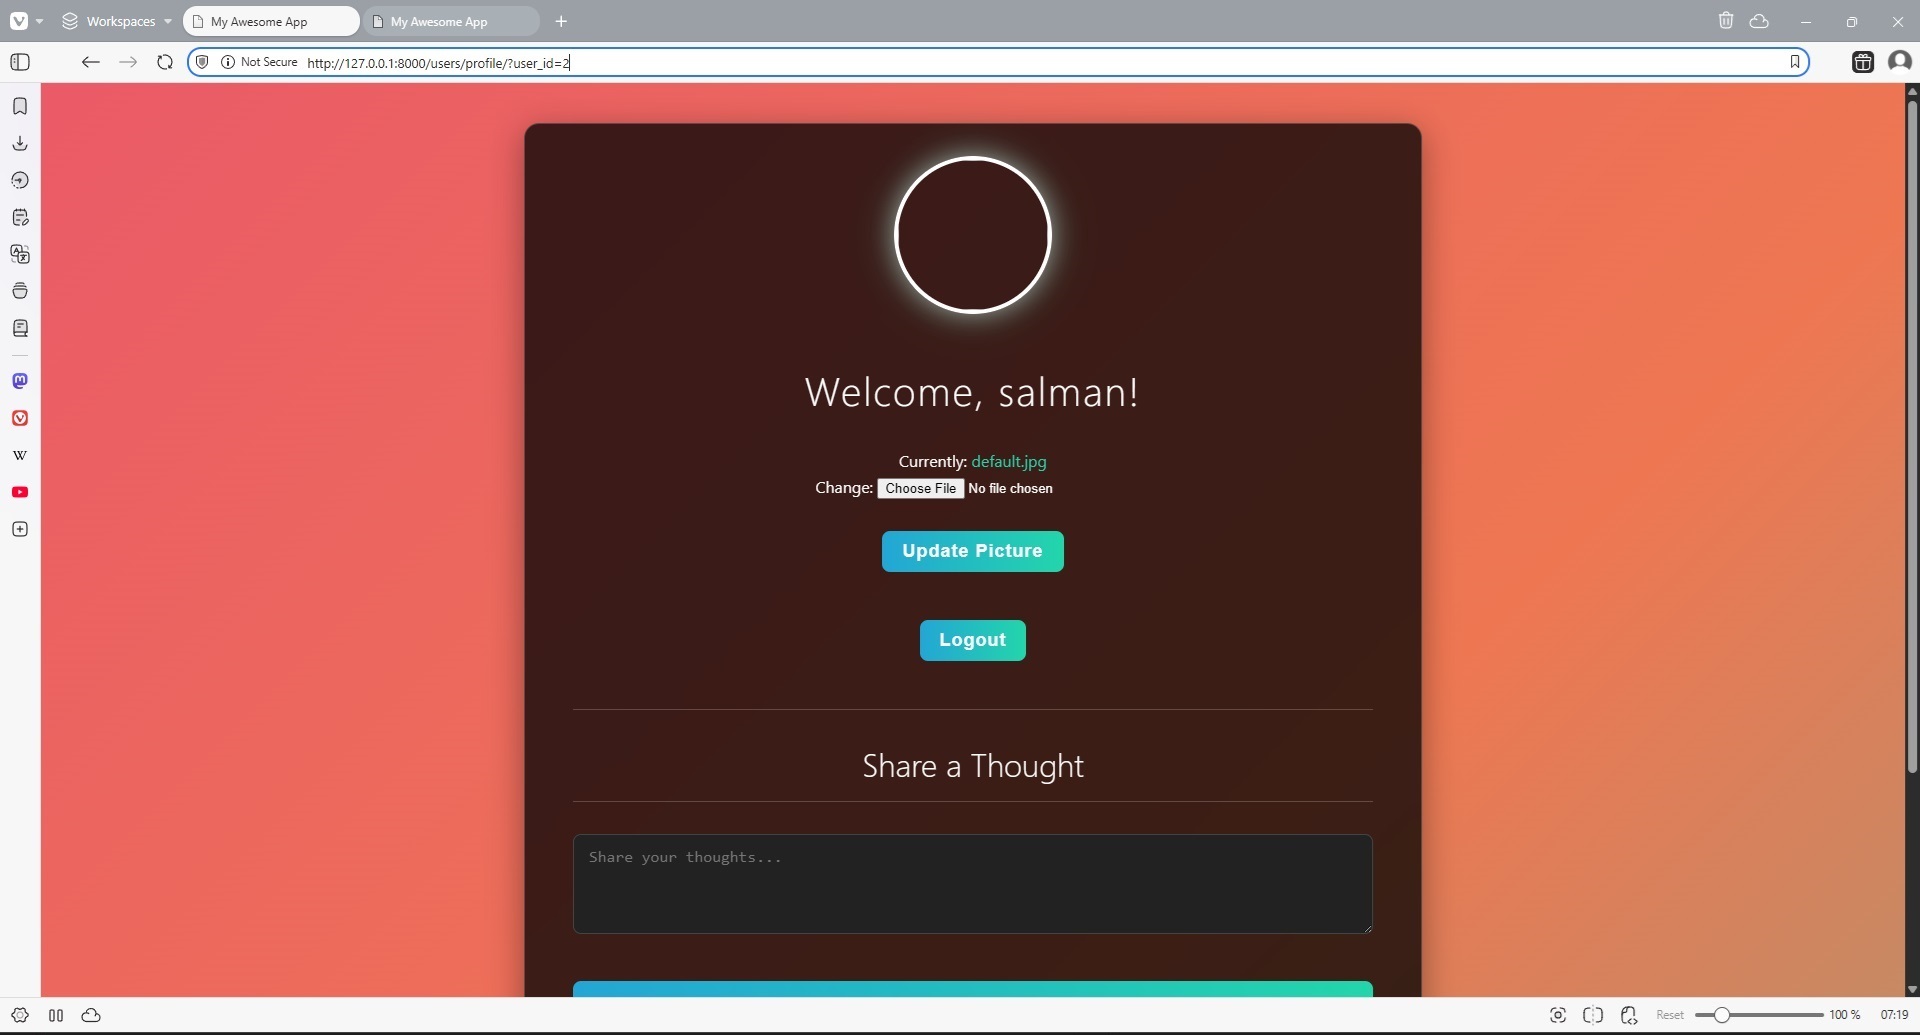 Workspaces
My Awesome App
My Awesome App
Not Secure
http://127.0.0.1:8000/users/profile/?user_id=2
Welcome, salman!
Currently: default.jpg
Change: Choose File No file chosen
Update Picture
Logout
Share a Thought
Share your thoughts...
Reset
100 %
07:19